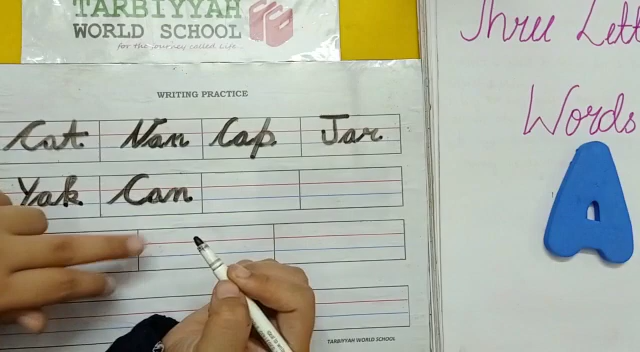 TARBIYYAH
WORLD SCHOOL
for the journey called life..
WRITING PRACTICE
Cat Nan Cap Jar
Yak Can
TARBIYYAH WORLD SCHOOL
Three Lett
Words
A